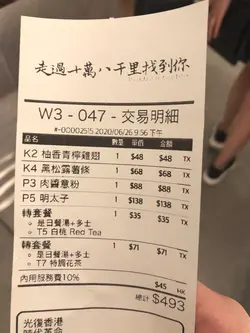 走過十萬八千里找到你
W3 - 047 - 交易明細
#-00002515 2020/06/26 9:56 下午
品名 數量 單價 金額
K2 柚香青檸雞翅 1 $48 $48 TX
K4 黑松露薯條 1 $68 $68 TX
P3 肉醬意粉 1 $88 $88 TX
P5 明太子 1 $138 $138 TX
轉套餐 1 $35 $35 TX
- 是日餐湯+多士
- T5 白桃 Red Tea
轉套餐 1 $71 $71 TX
- 是日餐湯+多士
- T7 特調花茶
內用服務費10% $45 HK
總計 $493
光復香港
時代革命